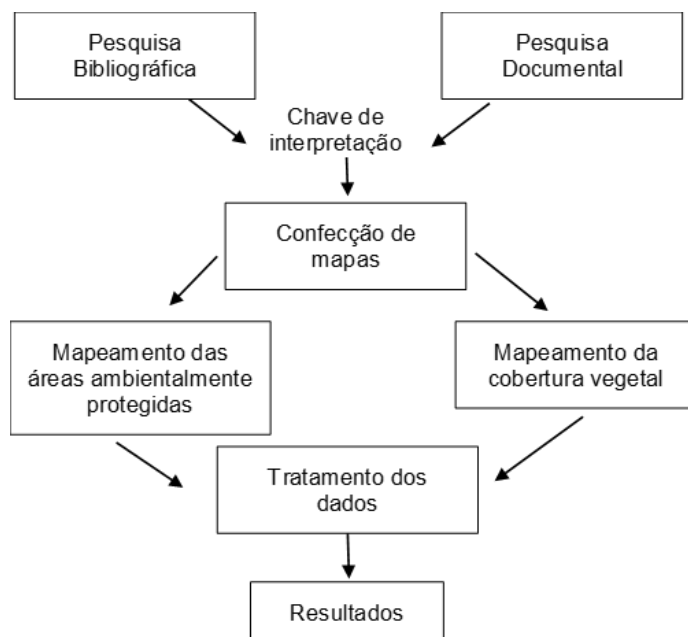 Pesquisa
Bibliográfica
Pesquisa
Documental
Chave de
interpretação
Confecção de
mapas
Mapeamento das
áreas ambientalmente
protegidas
Mapeamento da
cobertura vegetal
Tratamento dos
dados
Resultados